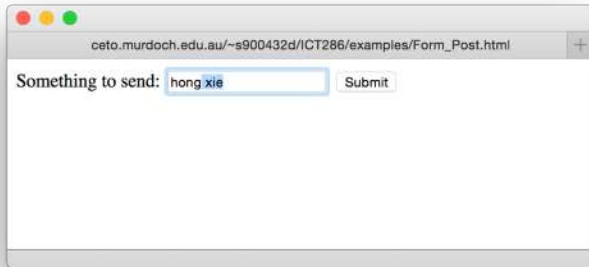 ceto.murdoch.edu.au/~s900432d/ICT286/examples/Form_Post.html +
Something to send: hong xie Submit